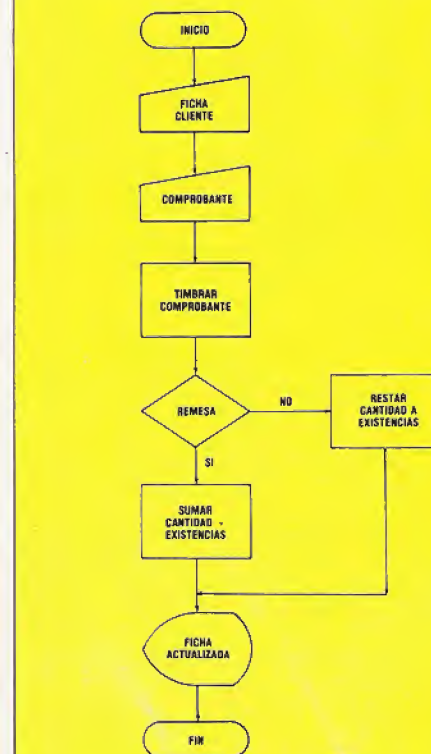 INICIO
FICHA
CLIENTE
COMPROBANTE
TIMBRAR
COMPROBANTE
REMESA
NO
RESTAR
CANTIDAD A
EXISTENCIAS
SI
SUMAR
CANTIDAD -
EXISTENCIAS
FICHA
ACTUALIZADA
FIN